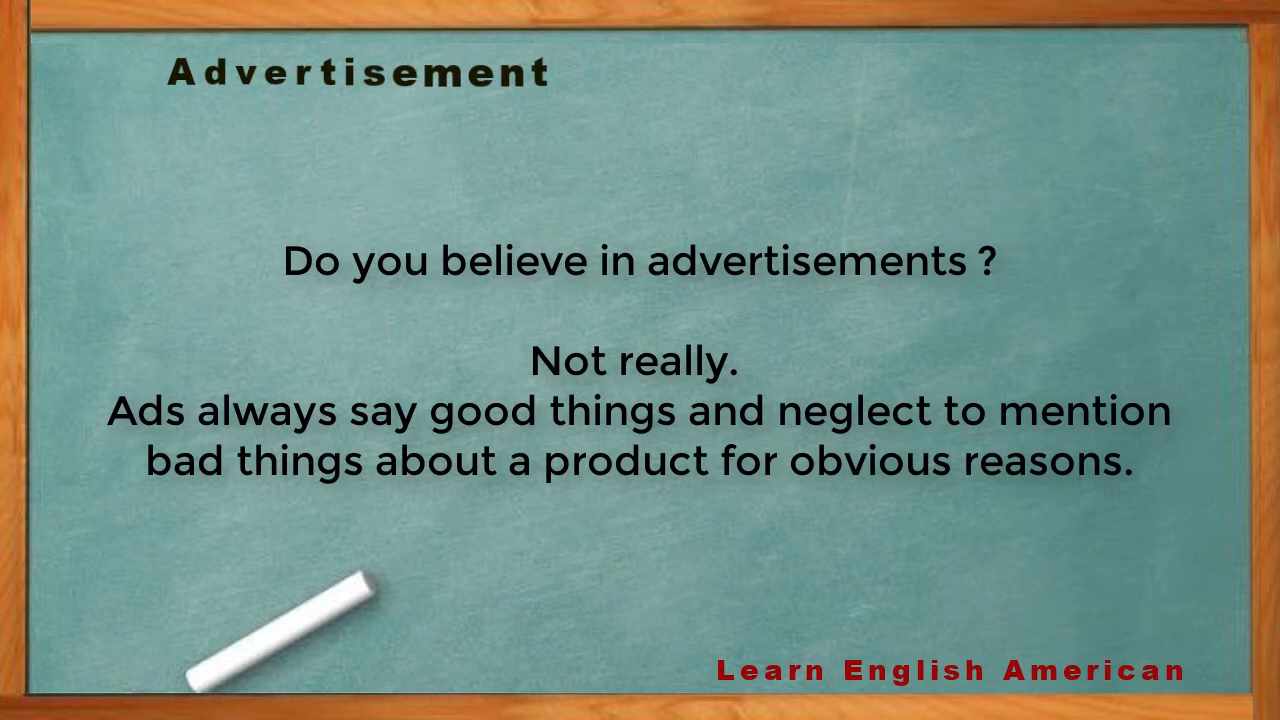 Advertisement
Do you believe in advertisements ?
Not really.
Ads always say good things and neglect to mention
bad things about a product for obvious reasons.
Learn English American